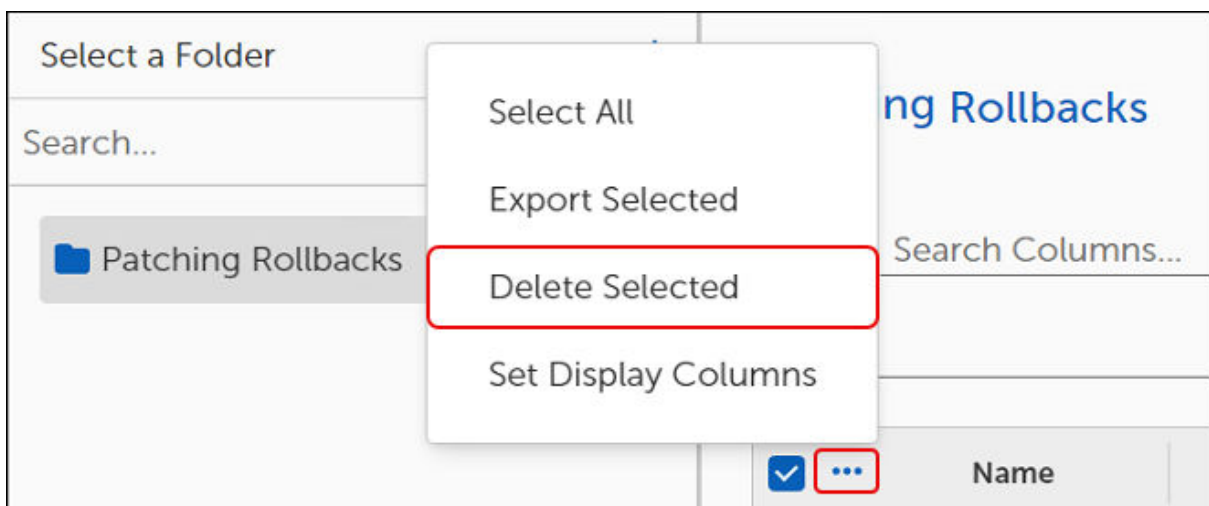 Select a Folder
Search...
Patching Rollbacks
Select All
Export Selected
Delete Selected
Set Display Columns
ng Rollbacks
Search Columns...
Name